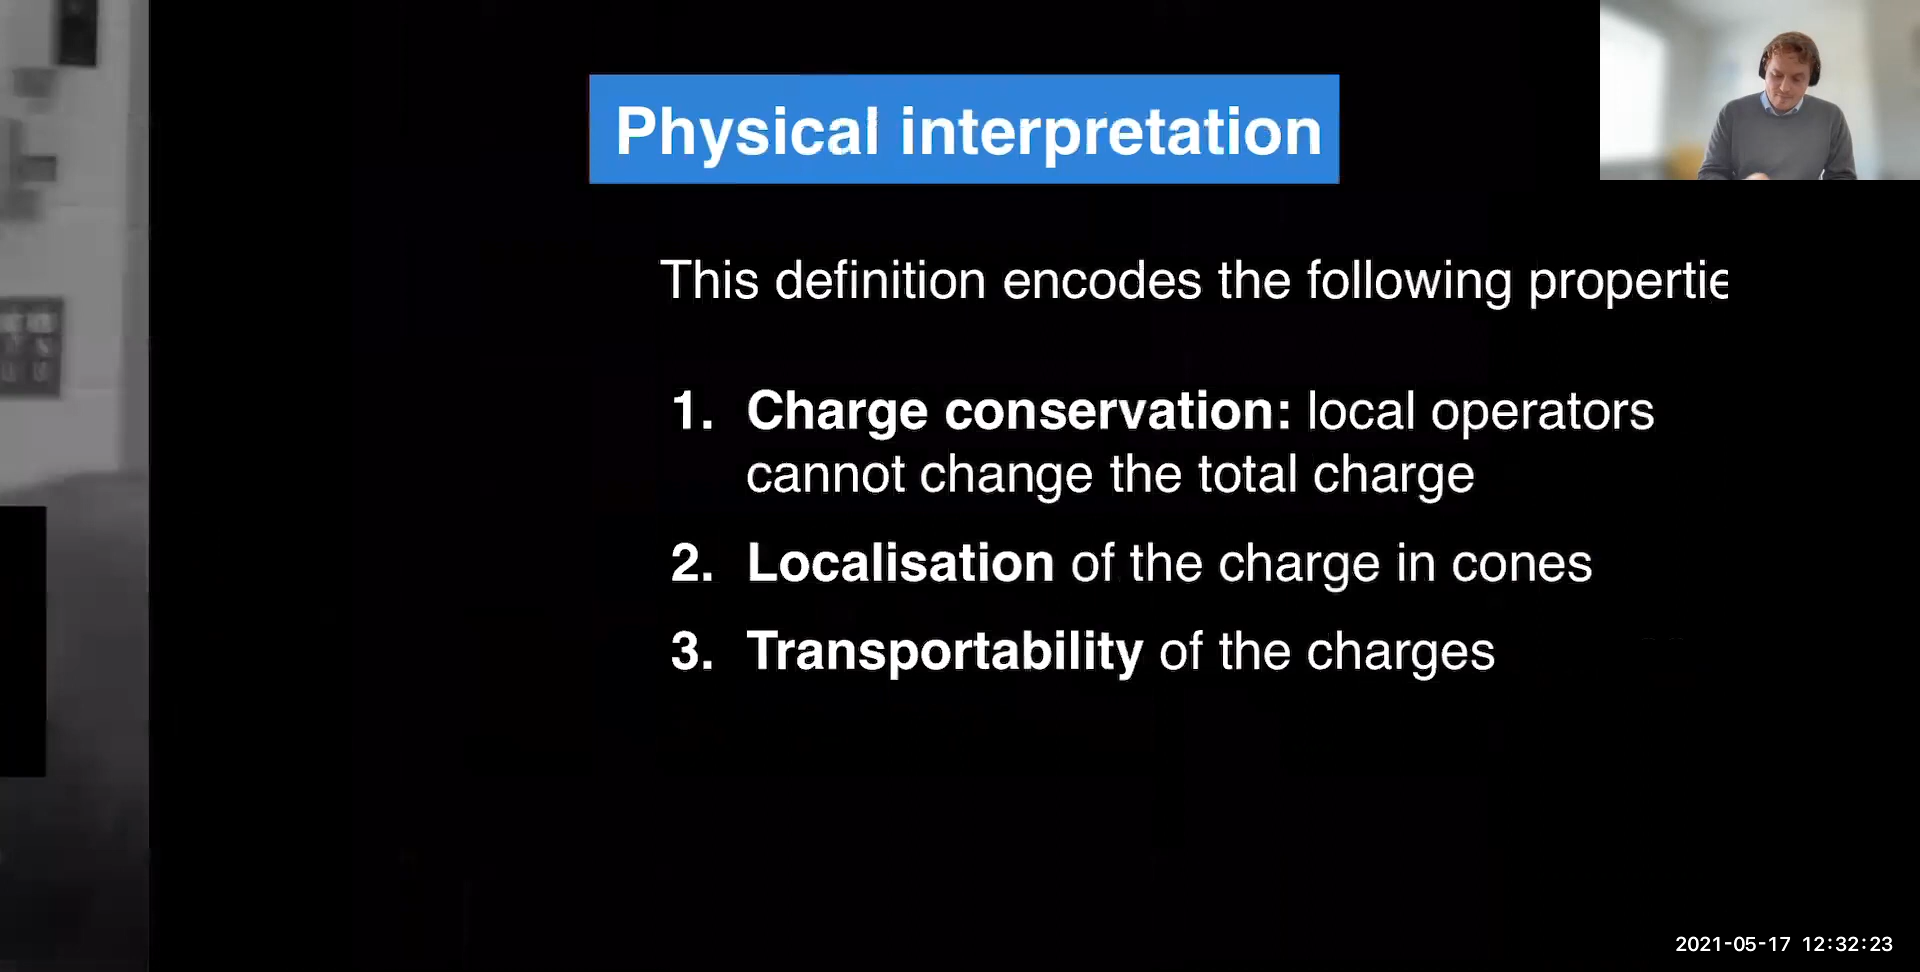 Physical interpretation
This definition encodes the following propertie
1. Charge conservation: local operators
cannot change the total charge
2. Localisation of the charge in cones
3. Transportability of the charges
2021-05-17 12:32:23